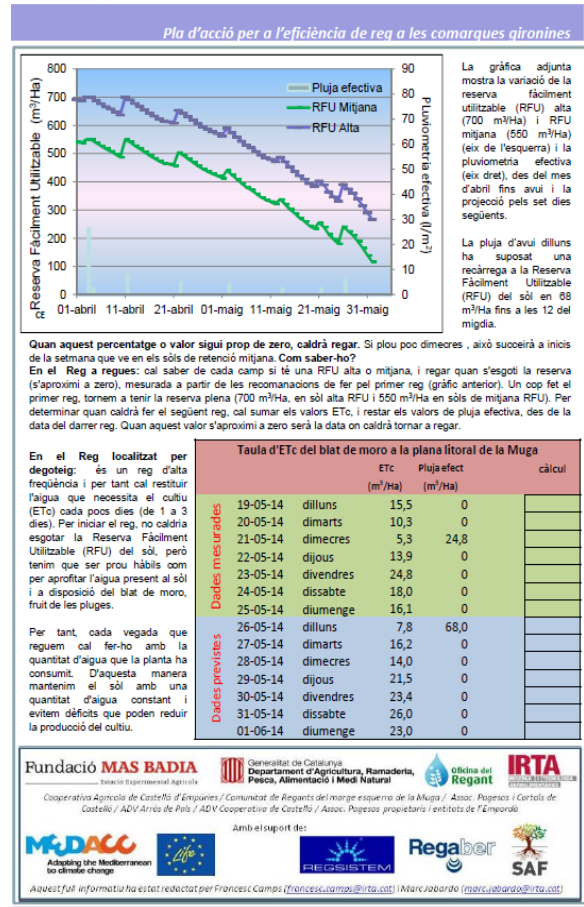 Pla d'acció per a l'eficiència de reg a les comarques gironines
Reserva Fàcilment Utilitzable (m³/Ha)
800
700
600
500
400
300
200
100
0
Pluja efectiva
RFU Mitjana
RFU Alta
90
80
70
60
50
40
30
20
10
0
PLuviometria efectiva (l/m²)
CE
01-abril 11-abril 21-abril 01-maig 11-maig 21-maig 31-maig
La gràfica adjunta
mostra la variació de la
reserva fàcilment
utilitzable (RFU) alta
(700 m³/Ha) i RFU
mitjana (550 m³/Ha)
(eix de l'esquerra) i la
pluviometria efectiva
(eix dret), des del mes
d'abril fins avui i la
projecció pels set dies
següents.
La pluja d'avui dilluns
ha suposat una
recàrrega a la Reserva
Fàcilment Utilitzable
(RFU) del sòl en 68
m³/Ha fins a les 12 del
migdia.
Quan aquest percentatge o valor sigui prop de zero, caldrà regar. Si plou poc dimecres , això succeirà a inicis
de la setmana que ve en els sòls de retenció mitjana. Com saber-ho?
En el Reg a regues: cal saber de cada camp si té una RFU alta o mitjana, i regar quan s'esgoti la reserva
(s'aproximi a zero), mesurada a partir de les recomanacions de fer pel primer reg (gràfic anterior). Un cop fet el
primer reg, tornem a tenir la reserva plena (700 m³/Ha, en sòl alta RFU i 550 m³/Ha en sòls de mitjana RFU). Per
determinar quan caldrà fer el següent reg, cal sumar els valors ETc, i restar els valors de pluja efectiva, des de la
data del darrer reg. Quan aquest valor s'aproximi a zero serà la data on caldrà tornar a regar.
En el Reg localitzat per
degoteig: és un reg d'alta
freqüència i per tant cal restituir
l'aigua que necessita el cultiu
(ETc) cada pocs dies (de 1 a 3
dies). Per iniciar el reg, no caldria
esgotar la Reserva Fàcilment
Utilitzable (RFU) del sòl, però
tenim que ser prou hàbils com
per aprofitar l'aigua present al sòl
i a disposició del blat de moro,
fruit de les pluges.
Per tant, cada vegada que
reguem cal fer-ho amb la
quantitat d'aigua que la planta ha
consumit. D'aquesta manera
mantenim el sòl amb una
quantitat d'aigua constant i
evitem dèficits que poden reduir
la producció del cultiu.
Taula d'ETc del blat de moro a la plana litoral de la Muga
ETc Pluja efect càlcul
(m³/Ha) (m³/Ha)
Dades mesurades
19-05-14 dilluns 15,5 0
20-05-14 dimarts 10,3 0
21-05-14 dimecres 5,3 24,8
22-05-14 dijous 13,9 0
23-05-14 divendres 24,8 0
24-05-14 dissabte 18,0 0
25-05-14 diumenge 16,1 0
Dades previstes
26-05-14 dilluns 7,8 68,0
27-05-14 dimarts 16,2 0
28-05-14 dimecres 14,0 0
29-05-14 dijous 21,5 0
30-05-14 divendres 23,4 0
31-05-14 dissabte 26,0 0
01-06-14 diumenge 23,0 0
Fundació MAS BADIA
Estació Experimental Agrícola
Generalitat de Catalunya
Departament d'Agricultura, Ramaderia,
Pesca, Alimentació i Medi Natural
Oficina del
Regant
IRTA
Cooperativa Agrícola de Castelló d'Empúries / Comunitat de Regants del marge esquerra de la Muga / Assoc. Pagesos i Cortals de
Castelló / ADV Arròs de Pals / ADV Cooperativa de Castelló / Assoc. Pagesos propietaris i entitats de l'Empordà
Amb el suport de:
MEDACC
Adapting the Mediterranean
to climate change
Life
REGSISTEM
Regaber
SAF
Aquest full informatiu ha estat redactat per Francesc Camps (francesc.camps@irta.cat) i Marc Jabardo (marc.jabardo@irta.cat)